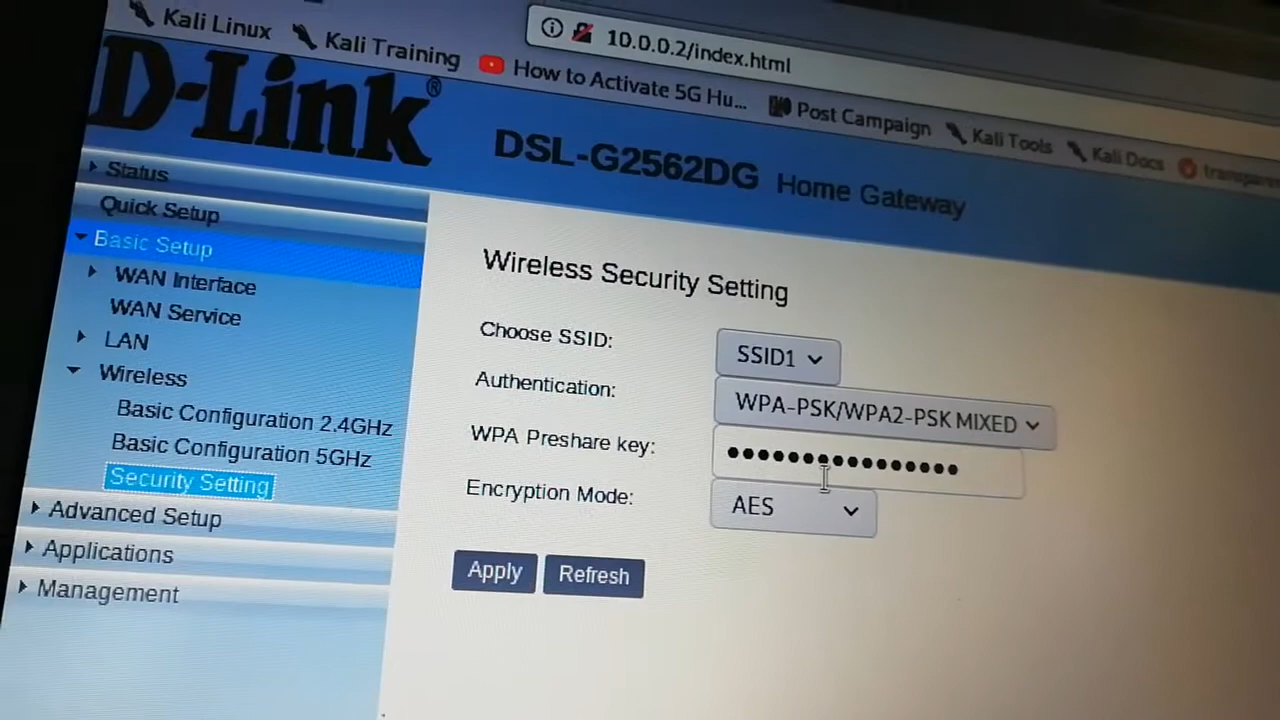 Kali Linux
Kali Training
How to Activate 5G Hu...
Post Campaign
Kali Tools
Kali Docs
10.0.0.2/index.html
D-Link®
DSL-G2562DG Home Gateway
Status
Quick Setup
Basic Setup
WAN Interface
WAN Service
LAN
Wireless
Basic Configuration 2.4GHz
Basic Configuration 5GHz
Security Setting
Advanced Setup
Applications
Management
Wireless Security Setting
Choose SSID: SSID1
Authentication: WPA-PSK/WPA2-PSK MIXED
WPA Preshare key: ••••••••••••••••
Encryption Mode: AES
Apply Refresh